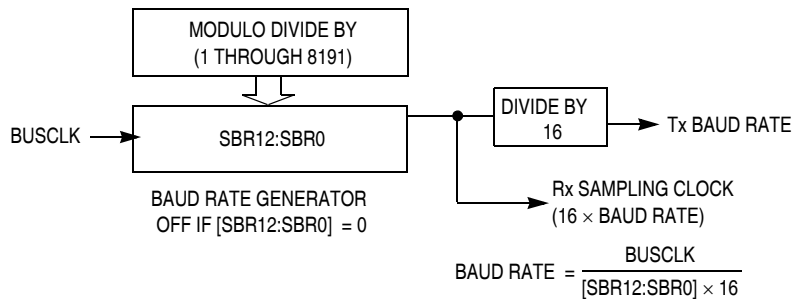 MODULO DIVIDE BY
(1 THROUGH 8191)
BUSCLK
SBR12:SBR0
DIVIDE BY
16
Tx BAUD RATE
BAUD RATE GENERATOR
OFF IF [SBR12:SBR0] = 0
Rx SAMPLING CLOCK
(16 × BAUD RATE)
BAUD RATE =
BUSCLK
[SBR12:SBR0] × 16